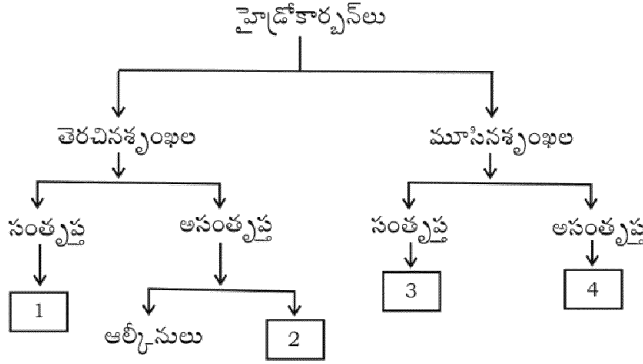 హైడ్రోకార్బన్‌లు
తెరచినశృంఖల మూసినశృంఖల
సంతృప్త అసంతృప్త సంతృప్త అసంతృప్త
1 3 4
ఆల్కీనులు 2